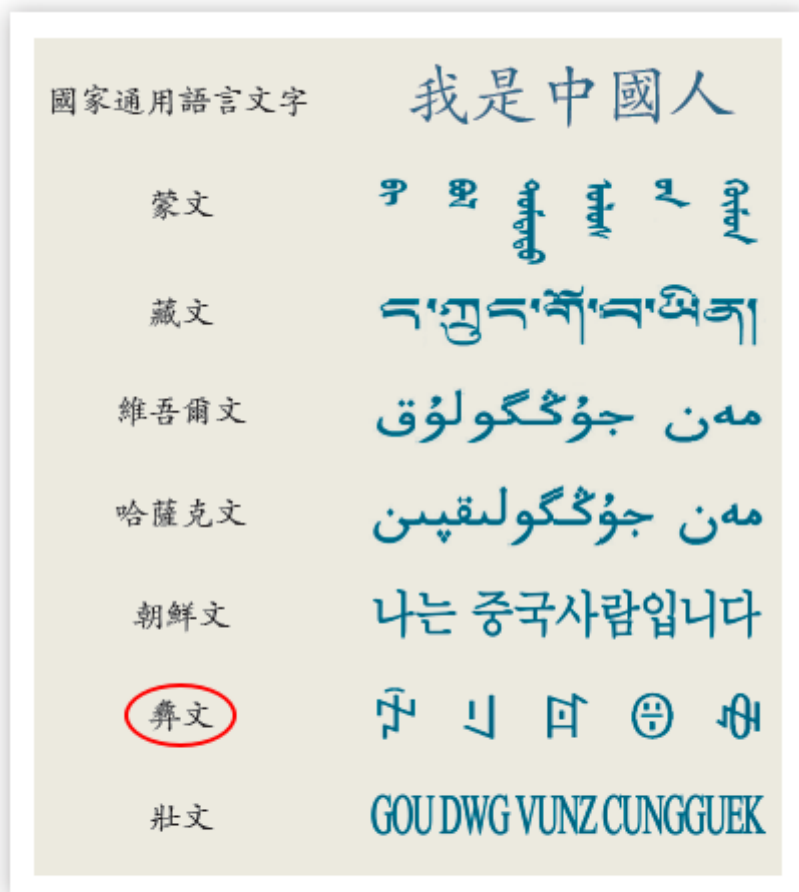 國家通用語言文字 我是中國人
蒙文
藏文 ང་ཀྲུང་གོ་བ་ཡིན།
維吾爾文 مەن جۇڭگولۇق
哈薩克文 مەن جۇڭگولىقپىن
朝鮮文 나는 중국사람입니다
彝文
壯文 GOU DWG VUNZ CUNGGUEK